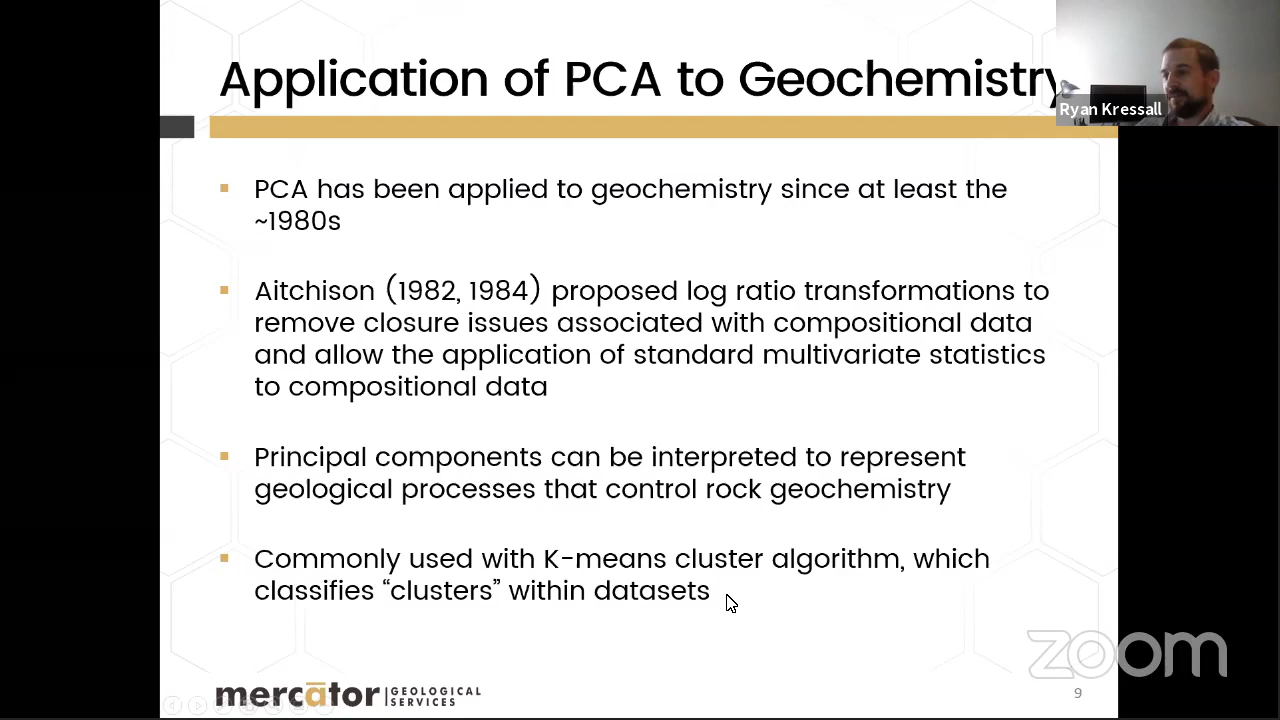 Application of PCA to Geochemistry
Ryan Kressall
PCA has been applied to geochemistry since at least the
~1980s
Aitchison (1982, 1984) proposed log ratio transformations to
remove closure issues associated with compositional data
and allow the application of standard multivariate statistics
to compositional data
Principal components can be interpreted to represent
geological processes that control rock geochemistry
Commonly used with K-means cluster algorithm, which
classifies “clusters” within datasets
zoom
mercător
GEOLOGICAL
SERVICES
9